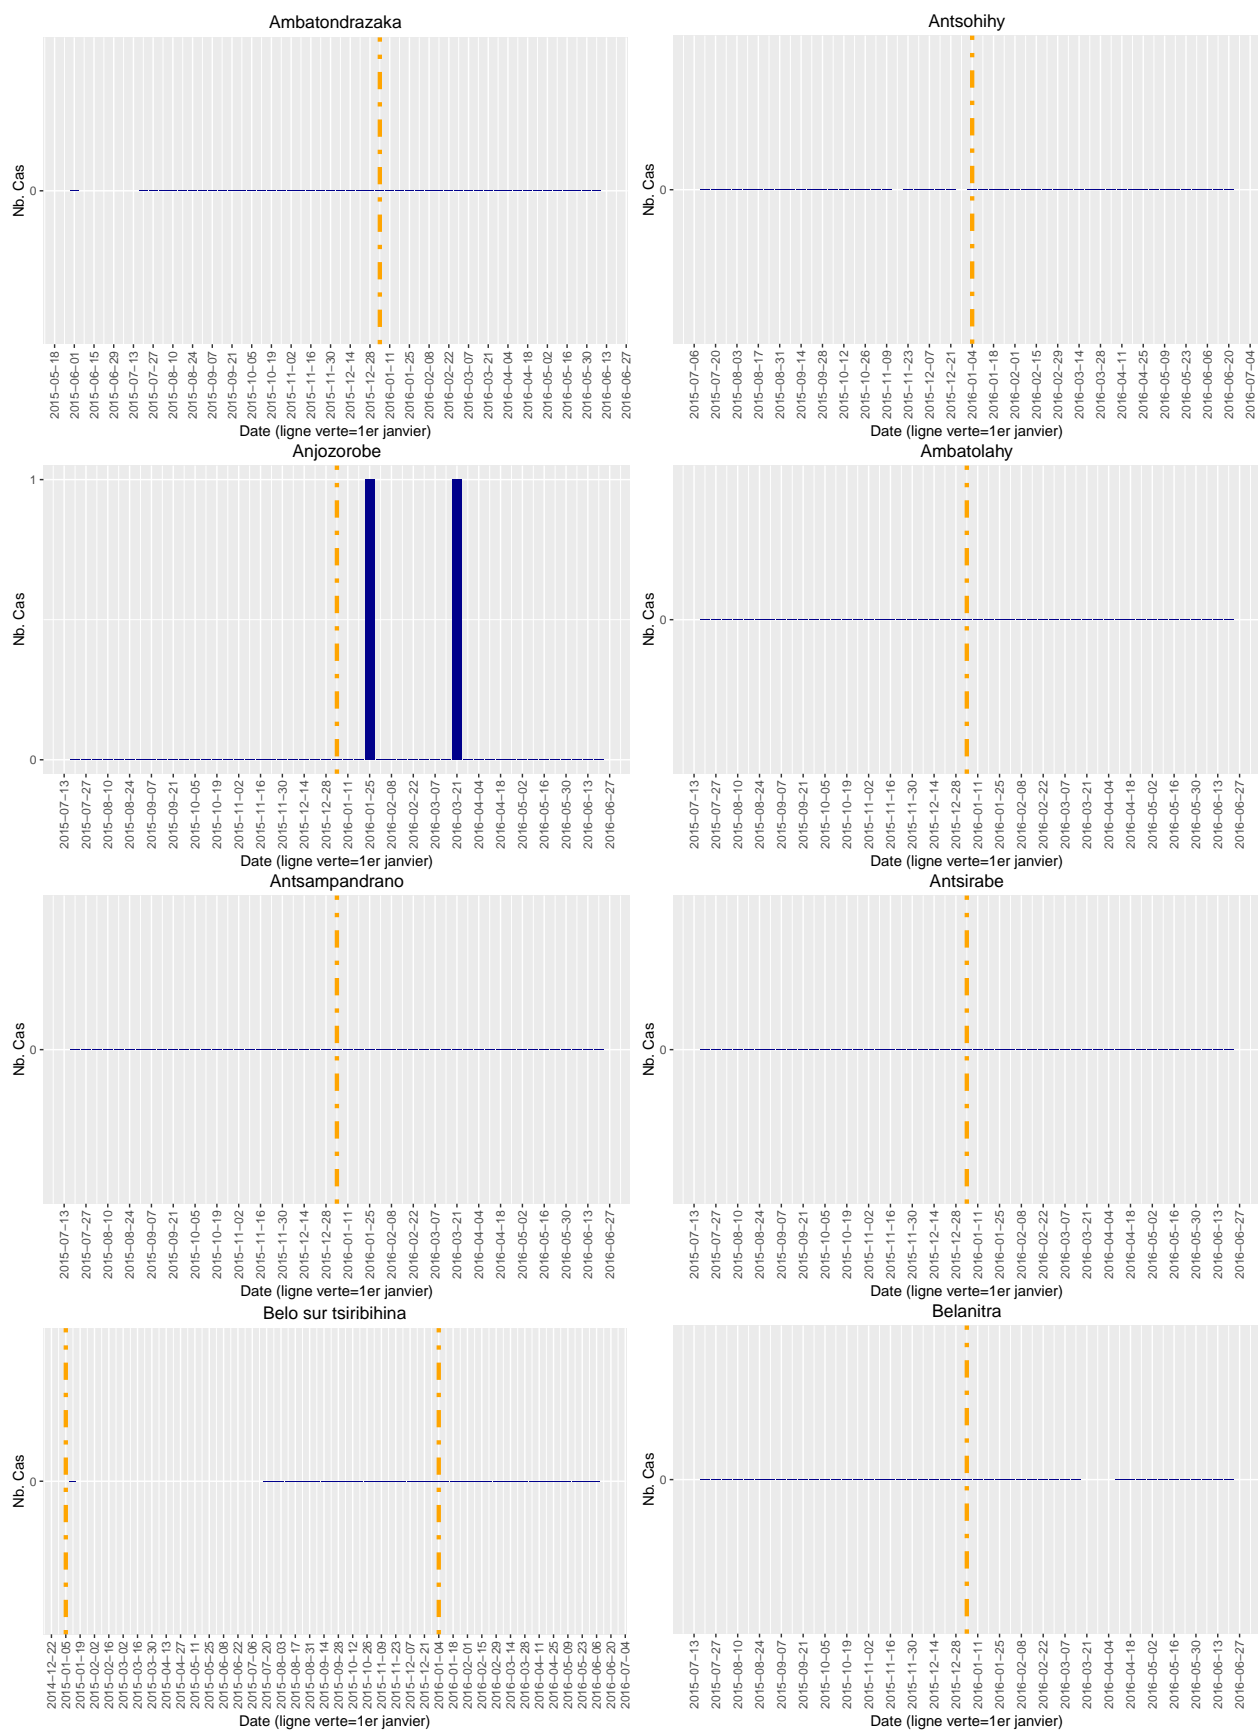 Ambatondrazaka
Nb. Cas
0
2015−05−18 2015−06−01 2015−06−15 2015−06−29 2015−07−13 2015−07−27 2015−08−10 2015−08−24 2015−09−07 2015−09−21 2015−10−05 2015−10−19 2015−11−02 2015−11−16 2015−11−30 2015−12−14 2015−12−28 2016−01−11 2016−01−25 2016−02−08 2016−02−22 2016−03−07 2016−03−21 2016−04−04 2016−04−18 2016−05−02 2016−05−16 2016−05−30 2016−06−13 2016−06−27
Date (ligne verte=1er janvier)
Antsohihy
Nb. Cas
0
2015−07−06 2015−07−20 2015−08−03 2015−08−17 2015−08−31 2015−09−14 2015−09−28 2015−10−12 2015−10−26 2015−11−09 2015−11−23 2015−12−07 2015−12−21 2016−01−04 2016−01−18 2016−02−01 2016−02−15 2016−02−29 2016−03−14 2016−03−28 2016−04−11 2016−04−25 2016−05−09 2016−05−23 2016−06−06 2016−06−20 2016−07−04
Date (ligne verte=1er janvier)
Anjozorobe
Nb. Cas
1
0
2015−07−13 2015−07−27 2015−08−10 2015−08−24 2015−09−07 2015−09−21 2015−10−05 2015−10−19 2015−11−02 2015−11−16 2015−11−30 2015−12−14 2015−12−28 2016−01−11 2016−01−25 2016−02−08 2016−02−22 2016−03−07 2016−03−21 2016−04−04 2016−04−18 2016−05−02 2016−05−16 2016−05−30 2016−06−13 2016−06−27
Date (ligne verte=1er janvier)
Ambatolahy
Nb. Cas
0
2015−07−13 2015−07−27 2015−08−10 2015−08−24 2015−09−07 2015−09−21 2015−10−05 2015−10−19 2015−11−02 2015−11−16 2015−11−30 2015−12−14 2015−12−28 2016−01−11 2016−01−25 2016−02−08 2016−02−22 2016−03−07 2016−03−21 2016−04−04 2016−04−18 2016−05−02 2016−05−16 2016−05−30 2016−06−13 2016−06−27
Date (ligne verte=1er janvier)
Antsampandrano
Nb. Cas
0
2015−07−13 2015−07−27 2015−08−10 2015−08−24 2015−09−07 2015−09−21 2015−10−05 2015−10−19 2015−11−02 2015−11−16 2015−11−30 2015−12−14 2015−12−28 2016−01−11 2016−01−25 2016−02−08 2016−02−22 2016−03−07 2016−03−21 2016−04−04 2016−04−18 2016−05−02 2016−05−16 2016−05−30 2016−06−13 2016−06−27
Date (ligne verte=1er janvier)
Antsirabe
Nb. Cas
0
2015−07−13 2015−07−27 2015−08−10 2015−08−24 2015−09−07 2015−09−21 2015−10−05 2015−10−19 2015−11−02 2015−11−16 2015−11−30 2015−12−14 2015−12−28 2016−01−11 2016−01−25 2016−02−08 2016−02−22 2016−03−07 2016−03−21 2016−04−04 2016−04−18 2016−05−02 2016−05−16 2016−05−30 2016−06−13 2016−06−27
Date (ligne verte=1er janvier)
Belo sur tsiribihina
Nb. Cas
0
2014−12−22 2015−01−05 2015−01−19 2015−02−02 2015−02−16 2015−03−02 2015−03−16 2015−03−30 2015−04−13 2015−04−27 2015−05−11 2015−05−25 2015−06−08 2015−06−22 2015−07−06 2015−07−20 2015−08−03 2015−08−17 2015−08−31 2015−09−14 2015−09−28 2015−10−12 2015−10−26 2015−11−09 2015−11−23 2015−12−07 2015−12−21 2016−01−04 2016−01−18 2016−02−01 2016−02−15 2016−02−29 2016−03−14 2016−03−28 2016−04−11 2016−04−25 2016−05−09 2016−05−23 2016−06−06 2016−06−20 2016−07−04
Date (ligne verte=1er janvier)
Belanitra
Nb. Cas
0
2015−07−13 2015−07−27 2015−08−10 2015−08−24 2015−09−07 2015−09−21 2015−10−05 2015−10−19 2015−11−02 2015−11−16 2015−11−30 2015−12−14 2015−12−28 2016−01−11 2016−01−25 2016−02−08 2016−02−22 2016−03−07 2016−03−21 2016−04−04 2016−04−18 2016−05−02 2016−05−16 2016−05−30 2016−06−13 2016−06−27
Date (ligne verte=1er janvier)